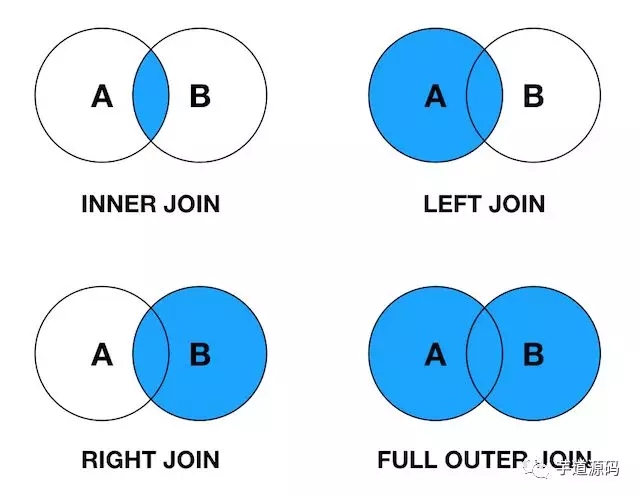 A B
A B
INNER JOIN
LEFT JOIN
A B
A B
RIGHT JOIN
FULL OUTER JOIN
芋道源码